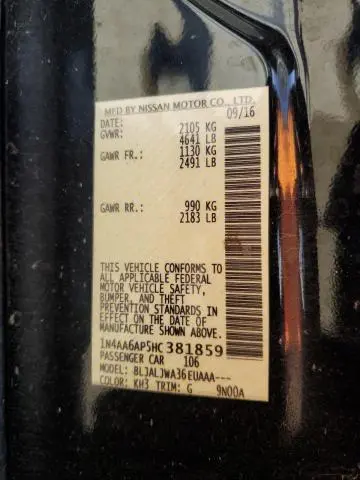 MFD BY NISSAN MOTOR CO., LTD.
DATE: 09/16
GVWR: 2105 KG
4641 LB
GAWR FR.: 1130 KG
2491 LB
GAWR RR.: 990 KG
2183 LB
THIS VEHICLE CONFORMS TO
ALL APPLICABLE FEDERAL
MOTOR VEHICLE SAFETY,
BUMPER, AND THEFT
PREVENTION STANDARDS IN
EFFECT ON THE DATE OF
MANUFACTURE SHOWN ABOVE.
1N4AA6AP5HC381859
PASSENGER CAR 106
MODEL: BLJALJWA36EUAAA---
COLOR: KH3 TRIM: G 9N00A